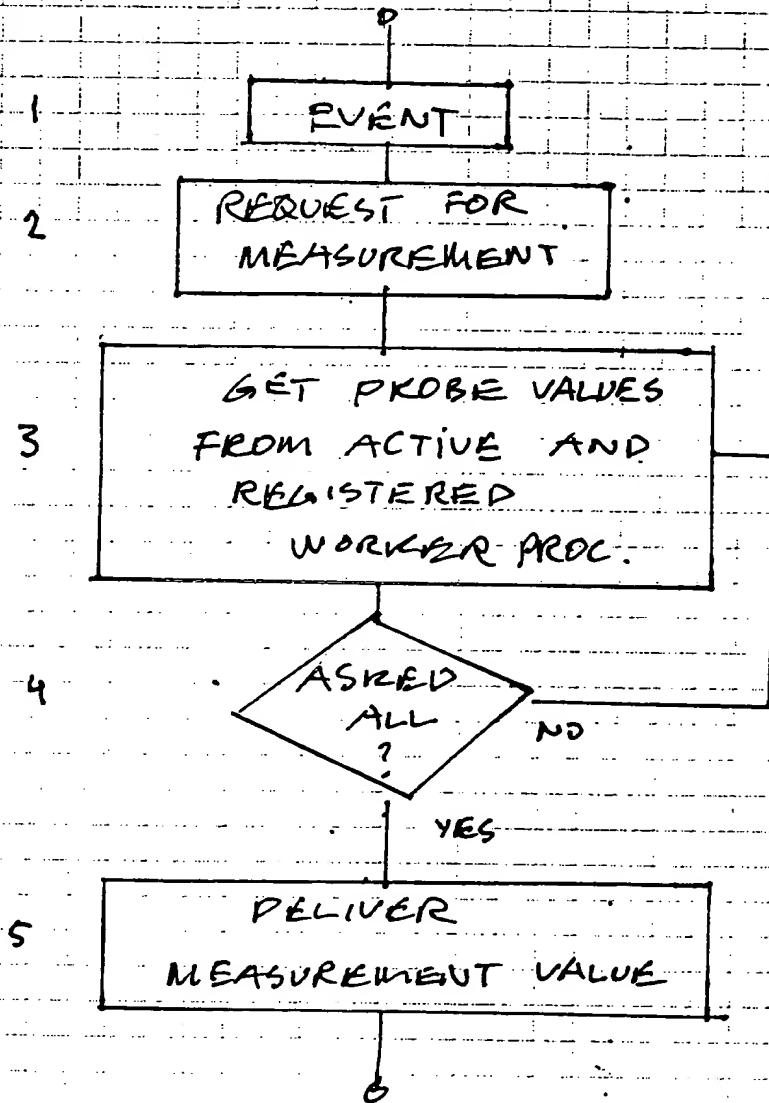 1
EVENT
2
REQUEST FOR
MEASUREMENT
3
GET PROBE VALUES
FROM ACTIVE AND
REGISTERED
WORKER PROC.
4
ASKED
ALL
?
NO
YES
5
DELIVER
MEASUREMENT VALUE